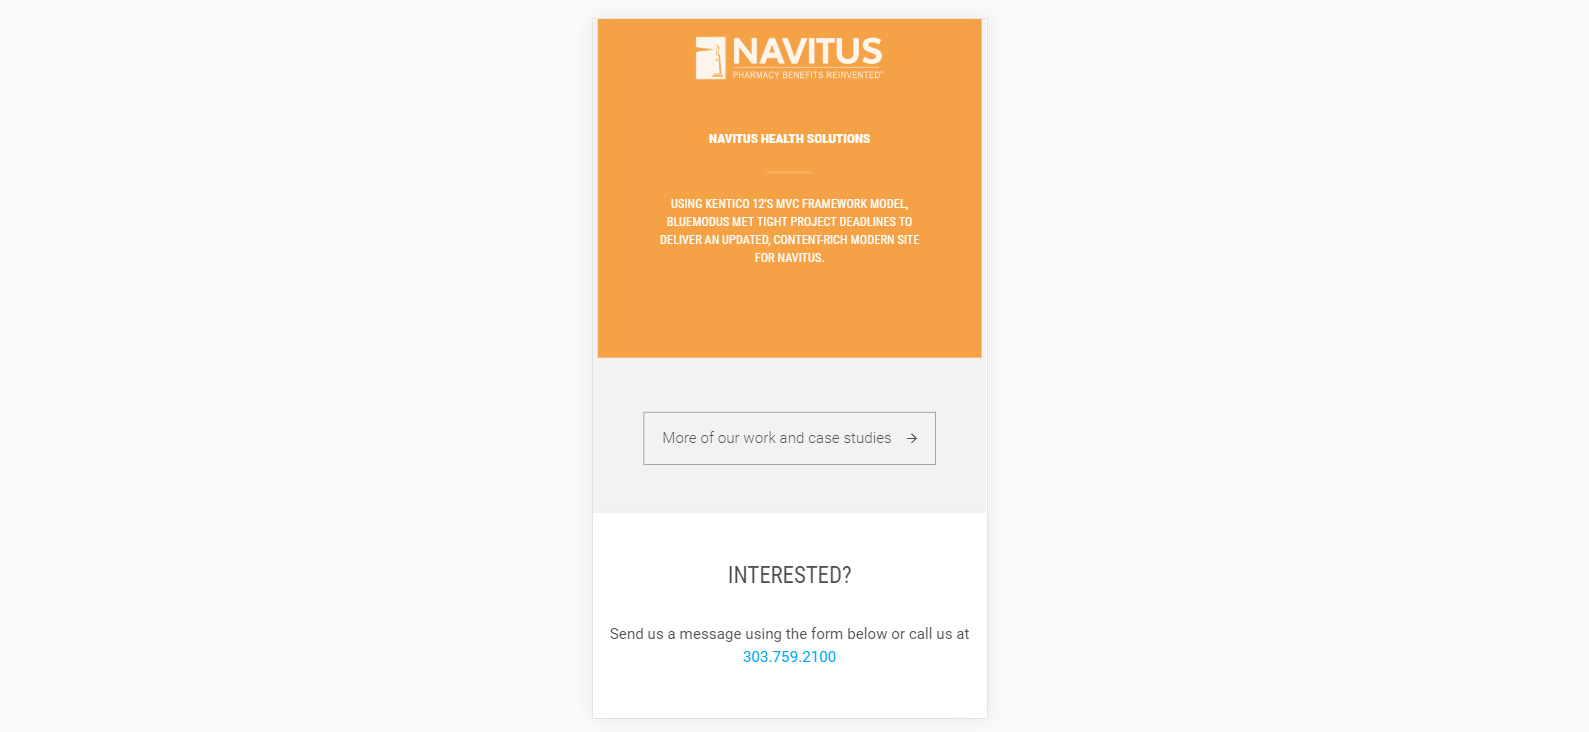 NAVITUS
PHARMACY BENEFITS REINVENTED™
NAVITUS HEALTH SOLUTIONS
USING KENTICO 12'S MVC FRAMEWORK MODEL,
BLUEMODUS MET TIGHT PROJECT DEADLINES TO
DELIVER AN UPDATED, CONTENT-RICH MODERN SITE
FOR NAVITUS.
More of our work and case studies →
INTERESTED?
Send us a message using the form below or call us at
303.759.2100